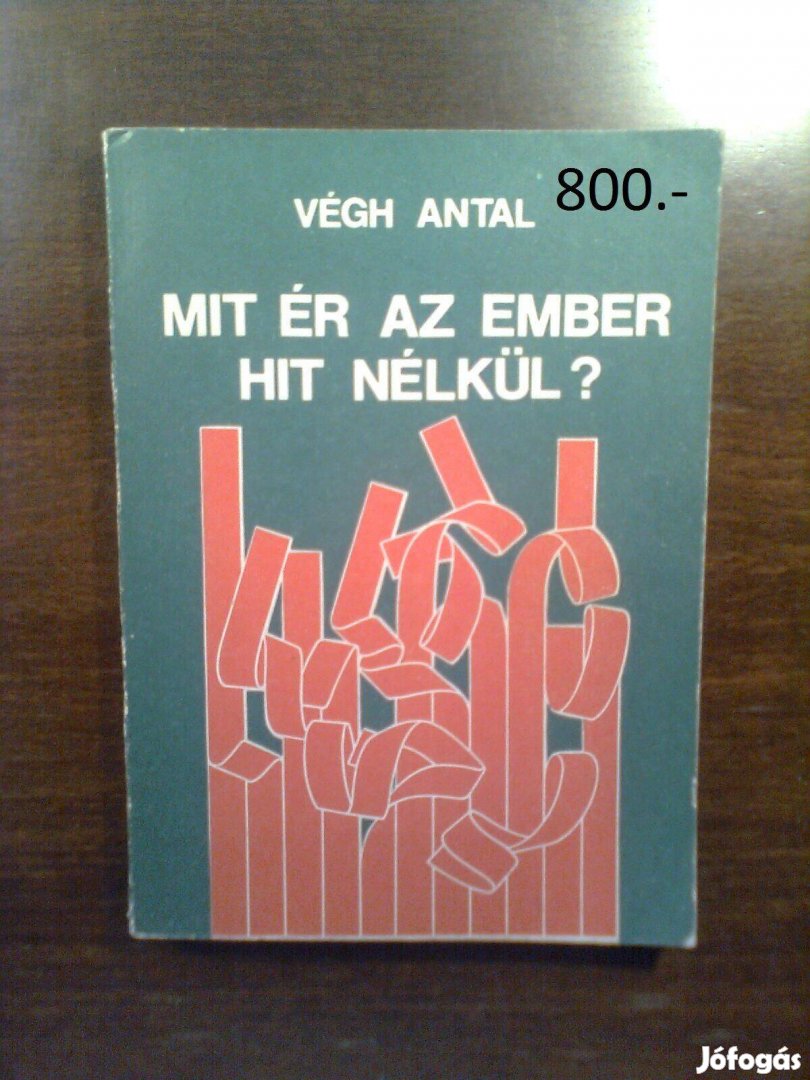 VÉGH ANTAL
800.-
MIT ÉR AZ EMBER
HIT NÉLKÜL?
Jófogás